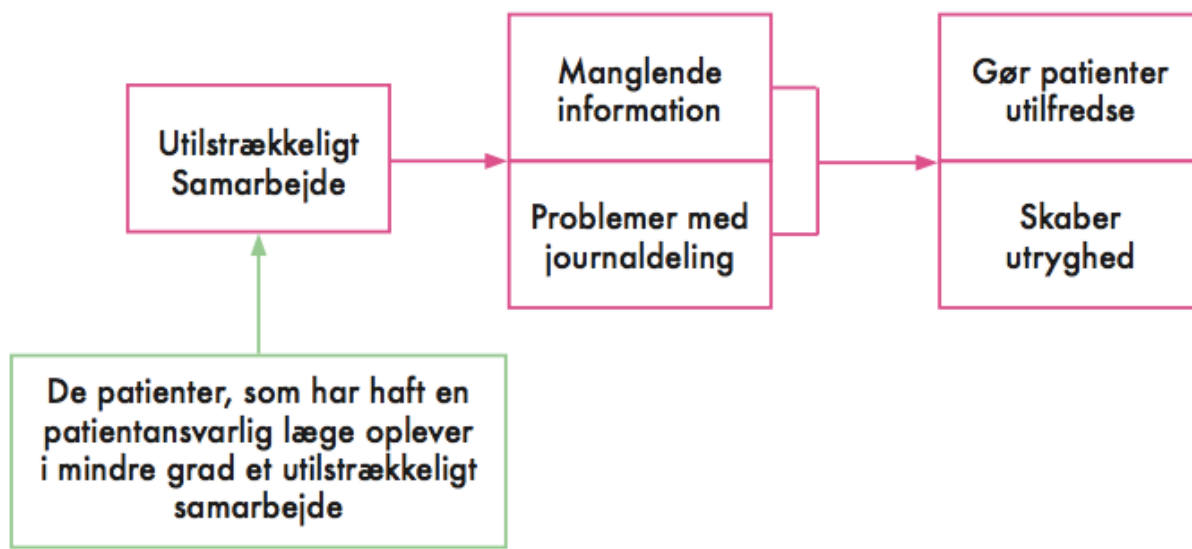 Utilstrækkeligt
Samarbejde
Manglende
information
Problemer med
journaldeling
Gør patienter
utilfredse
Skaber
utryghed
De patienter, som har haft en
patientansvarlig læge oplever
i mindre grad et utilstrækkeligt
samarbejde